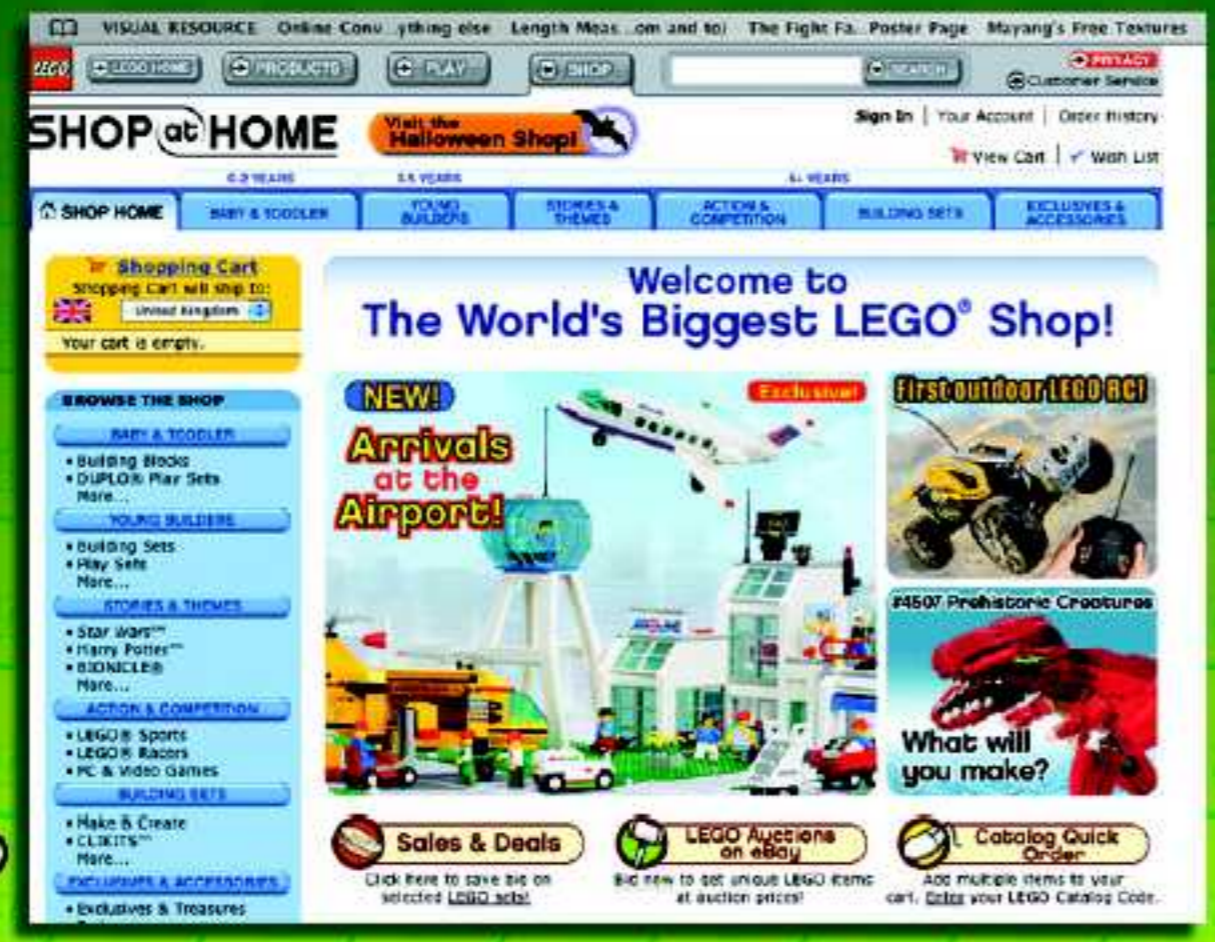 VISUAL RESOURCE Online Conv...ything else Length Meas...om and to) The Fight Fa... Poster Page Mayang's Free Textures
LEGO LEGO HOME PRODUCTS PLAY SHOP SEARCH PRIVACY
Customer Service
SHOP at HOME
Visit the
Halloween Shop!
Sign In | Your Account | Order History
View Cart | Wish List
0-2 YEARS 3-5 YEARS 6+ YEARS
SHOP HOME
BABY & TODDLER
YOUNG
BUILDERS
STORIES &
THEMES
ACTION &
COMPETITION
BUILDING SETS
EXCLUSIVES &
ACCESSORIES
Shopping Cart
Shopping Cart will ship to:
United Kingdom
Your cart is empty.
BROWSE THE SHOP
BABY & TODDLER
• Building Blocks
• DUPLO® Play Sets
More...
YOUNG BUILDERS
• Building Sets
• Play Sets
More...
STORIES & THEMES
• Star Wars™
• Harry Potter™
• BIONICLE®
More...
ACTION & COMPETITION
• LEGO® Sports
• LEGO® Racers
• PC & Video Games
BUILDING SETS
• Make & Create
• CLIKITS™
More...
EXCLUSIVES & ACCESSORIES
• Exclusives & Treasures
Welcome to
The World's Biggest LEGO® Shop!
NEW!
Exclusive!
Arrivals
at the
Airport!
AIRLINE
First outdoor LEGO RC!
#4507 Prehistoric Creatures
What will
you make?
Sales & Deals
Click here to save big on
selected LEGO sets!
LEGO Auctions
on eBay
Bid now to get unique LEGO items
at auction prices!
Catalog Quick
Order
Add multiple items to your
cart. Enter your LEGO Catalog Code.